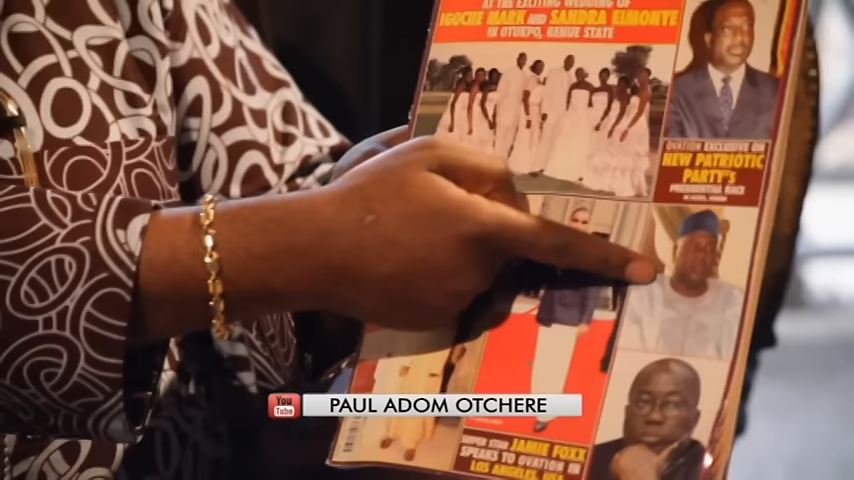 AT THE EXCITING WEDDING OF
IGOCHE MARK AND SANDRA ELMONYE
IN OTUKPO, BENUE STATE
OVATION EXCLUSIVE ON
NEW PATRIOTIC
PARTY'S
PRESIDENTIAL RACE
You
Tube
PAUL ADOM OTCHERE
SUPER STAR JAMIE FOXX
SPEAKS TO OVATION IN
LOS ANGELES, USA